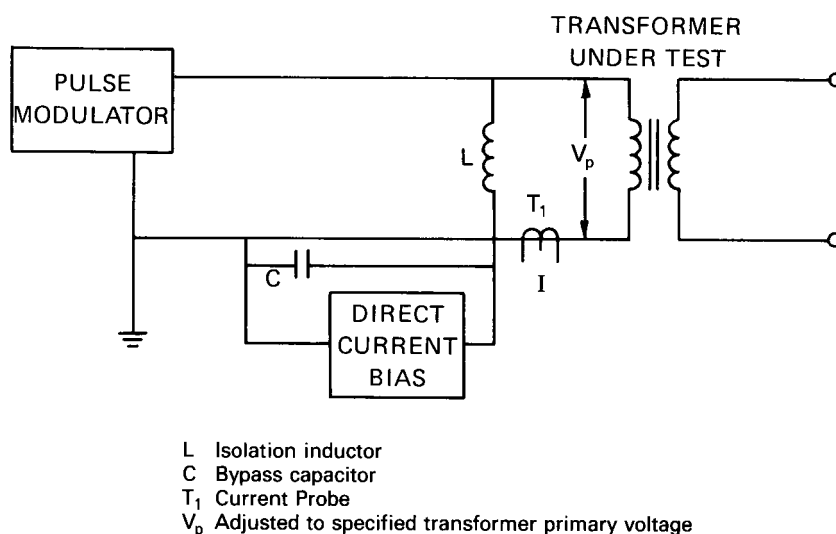 TRANSFORMER
UNDER TEST
PULSE
MODULATOR
L
Vp
T1
I
C
DIRECT
CURRENT
BIAS
L Isolation inductor
C Bypass capacitor
T1 Current Probe
Vp Adjusted to specified transformer primary voltage